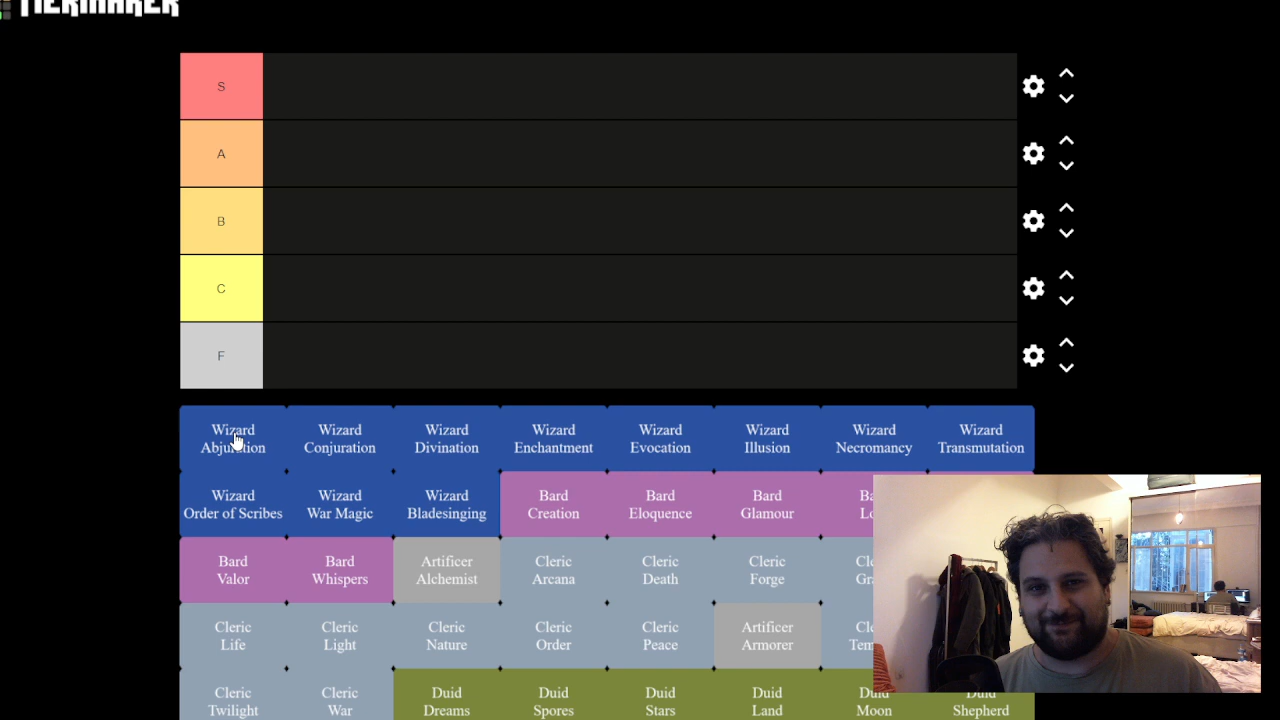 TIERMAKER
S
A
B
C
F
Wizard
Abjuration
Wizard
Conjuration
Wizard
Divination
Wizard
Enchantment
Wizard
Evocation
Wizard
Illusion
Wizard
Necromancy
Wizard
Transmutation
Wizard
Order of Scribes
Wizard
War Magic
Wizard
Bladesinging
Bard
Creation
Bard
Eloquence
Bard
Glamour
Bard
Valor
Bard
Whispers
Artificer
Alchemist
Cleric
Arcana
Cleric
Death
Cleric
Forge
Cleric
Life
Cleric
Light
Cleric
Nature
Cleric
Order
Cleric
Peace
Artificer
Armorer
Cleric
Twilight
Cleric
War
Duid
Dreams
Duid
Spores
Duid
Stars
Duid
Land
Duid
Moon
Duid
Shepherd